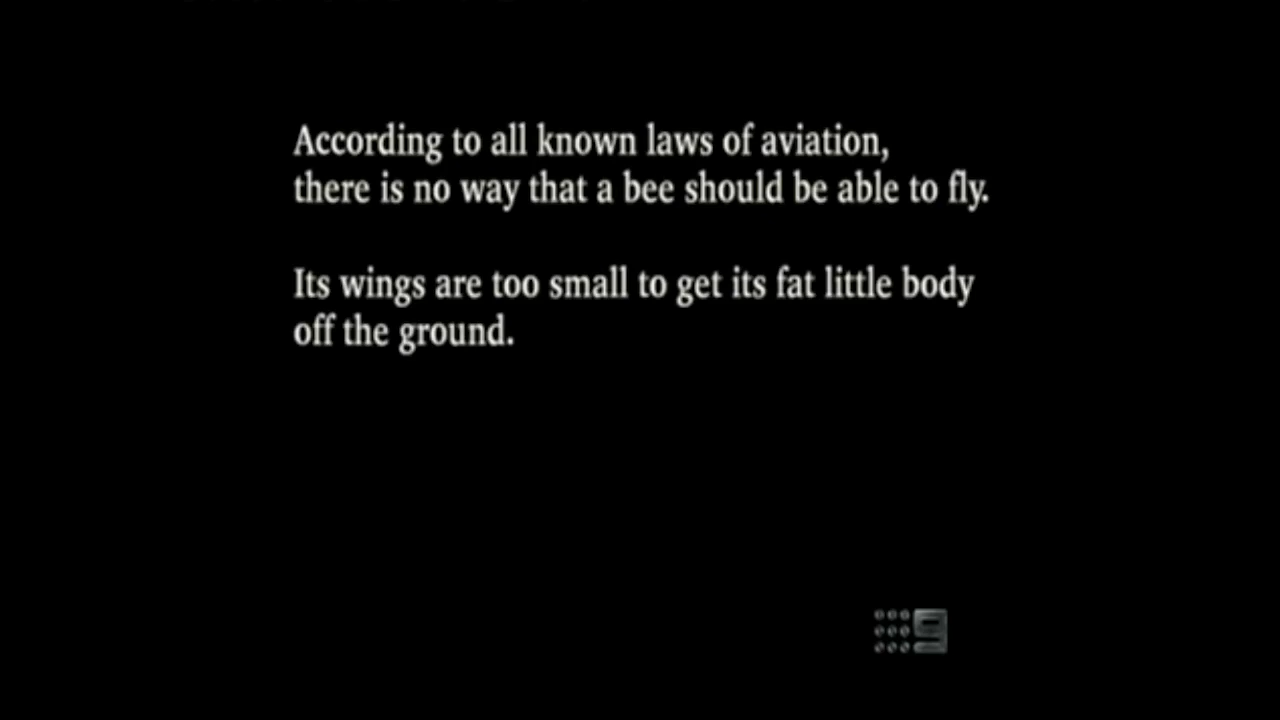 According to all known laws of aviation,
there is no way that a bee should be able to fly.
Its wings are too small to get its fat little body
off the ground.
9